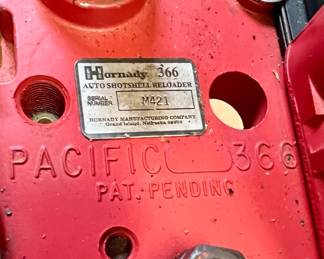 Hornady 366
AUTO SHOTSHELL RELOADER
SERIAL NUMBER M421
HORNADY MANUFACTURING COMPANY
Grand Island, Nebraska
PACIFIC 366
PAT. PENDING